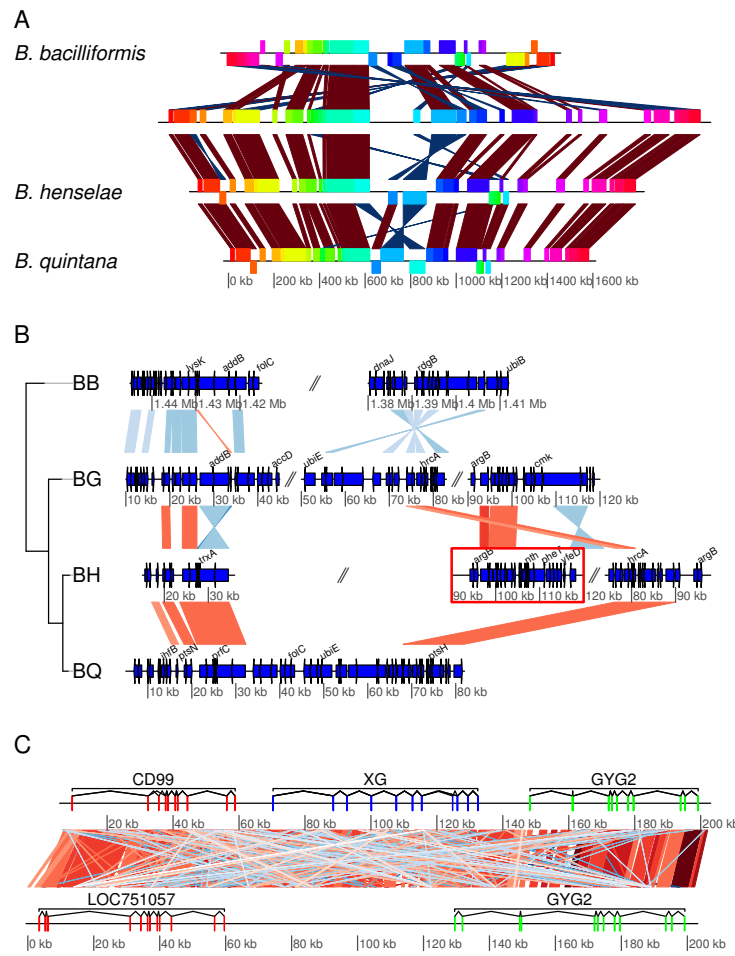 A
B. bacilliformis
B. henselae
B. quintana
0 kb 200 kb 400 kb 600 kb 800 kb 1000 kb 1200 kb 1400 kb 1600 kb
B
lysK addB folC // dnaJ rdgB ubiB
BB
1.44 Mb 1.43 Mb 1.42 Mb 1.38 Mb 1.39 Mb 1.4 Mb 1.41 Mb
addB accD ubiE hrcA argB cmk
BG // //
10 kb 20 kb 30 kb 40 kb 50 kb 60 kb 70 kb 80 kb 90 kb 100 kb 110 kb 120 kb
trxA argB nth hrcA argB
BH // //
20 kb 30 kb 90 kb 100 kb 110 kb 120 80 kb 90 kb
ihfB ptsN prfC folC ubiE ptsH
BQ
10 kb 20 kb 30 kb 40 kb 50 kb 60 kb 70 kb 80 kb
C
CD99 XG GYG2
20 kb 40 kb 60 kb 80 kb 100 kb 120 kb 140 kb 160 kb 180 kb 200 kb
LOC751057 GYG2
0 kb 20 kb 40 kb 60 kb 80 kb 100 kb 120 kb 140 kb 160 kb 180 kb 200 kb